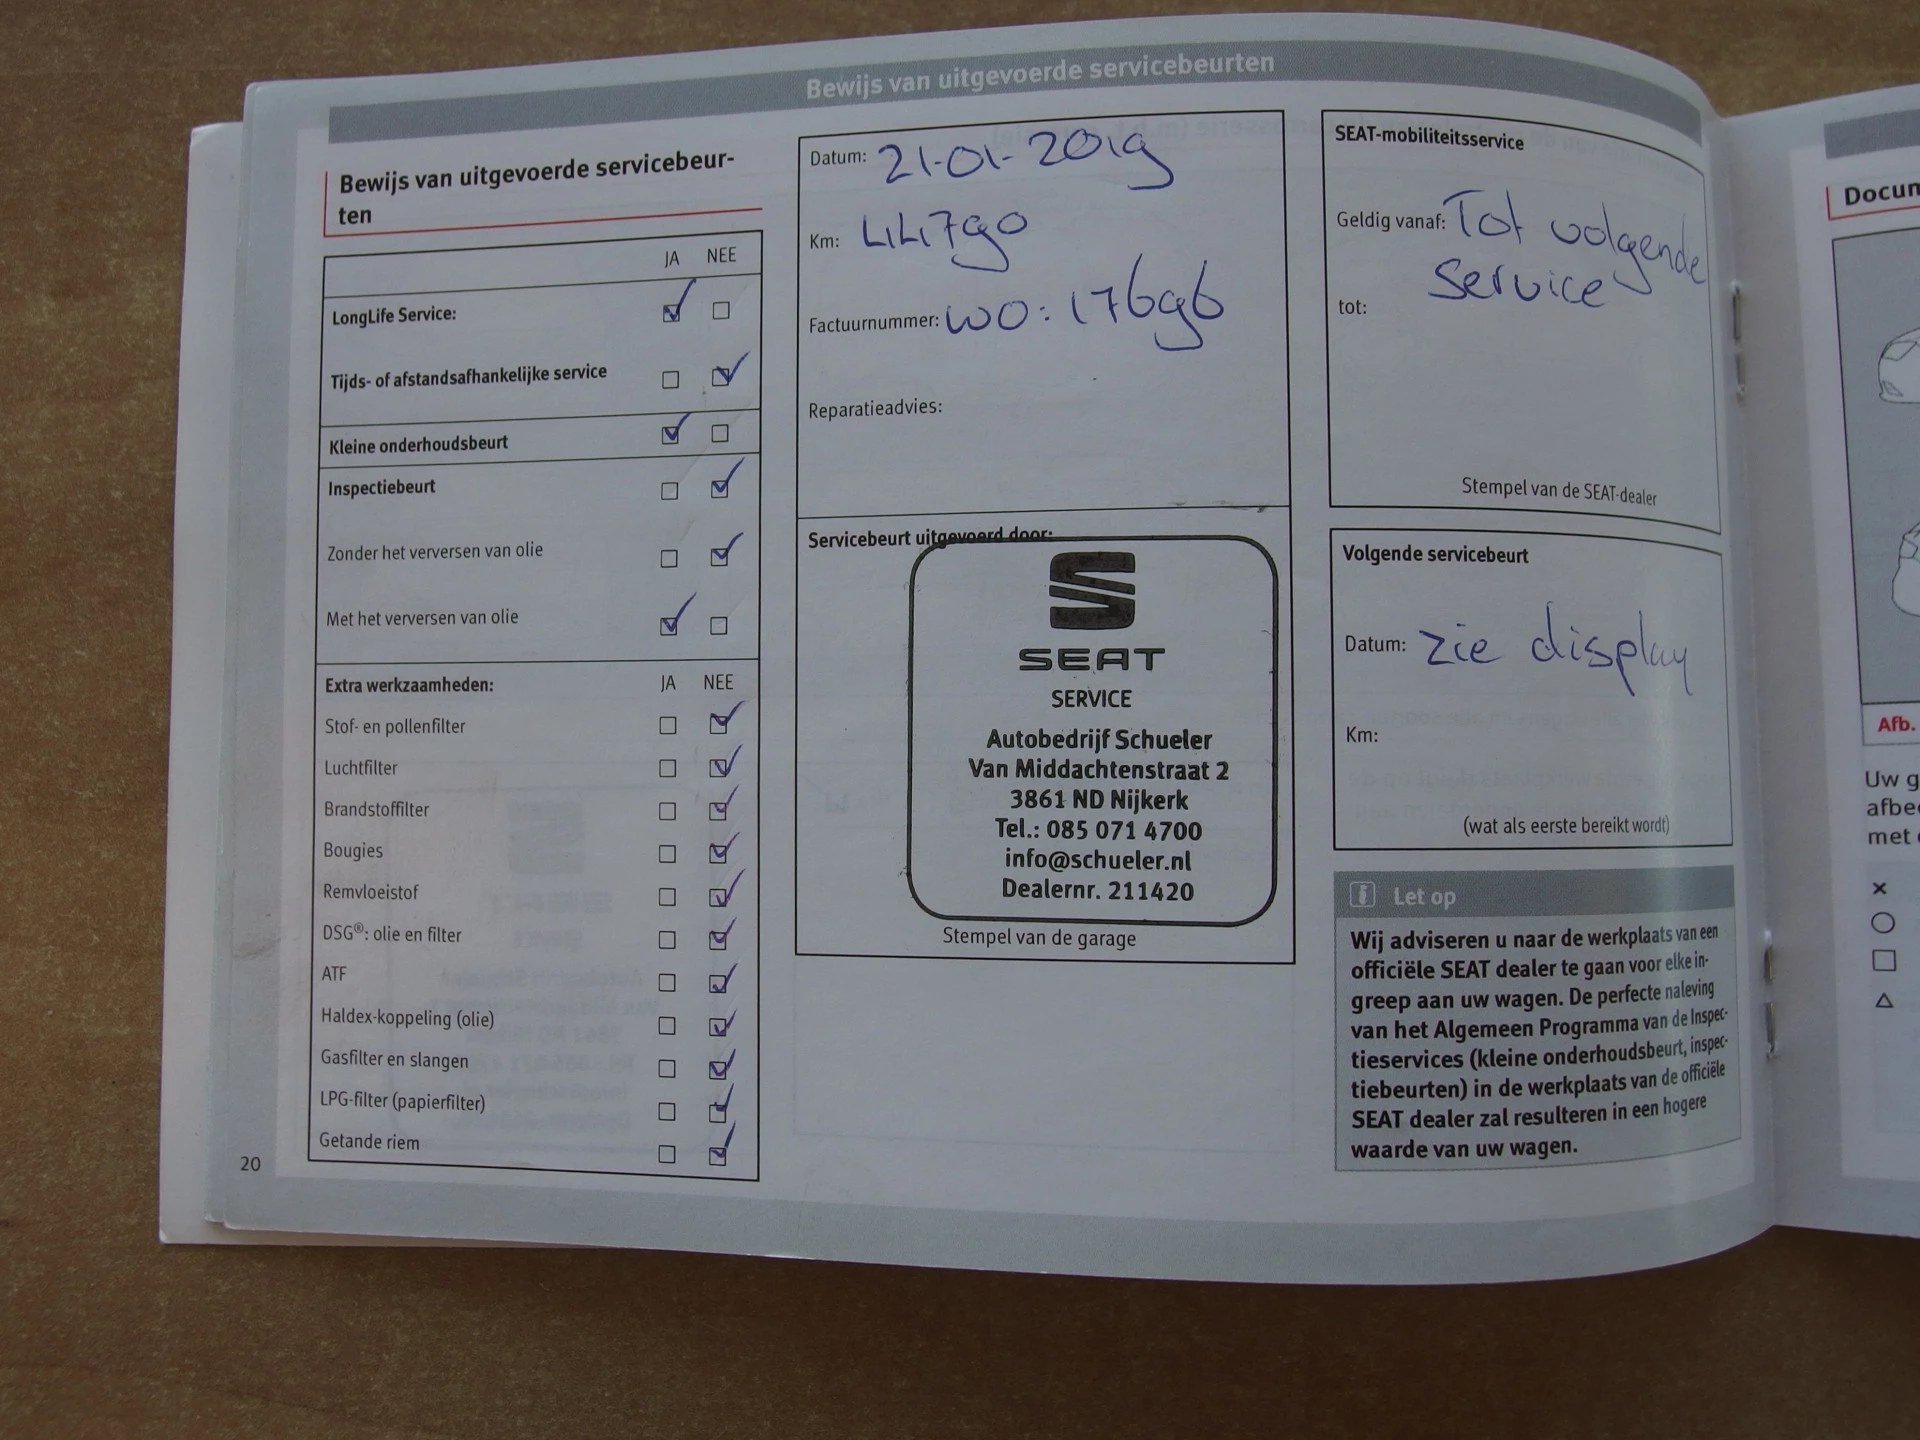 Bewijs van uitgevoerde servicebeurten
Bewijs van uitgevoerde servicebeur-
ten
JA NEE
LongLife Service:
Tijds- of afstandsafhankelijke service
Kleine onderhoudsbeurt
Inspectiebeurt
Zonder het verversen van olie
Met het verversen van olie
Extra werkzaamheden: JA NEE
Stof- en pollenfilter
Luchtfilter
Brandstoffilter
Bougies
Remvloeistof
DSG®: olie en filter
ATF
Haldex-koppeling (olie)
Gasfilter en slangen
LPG-filter (papierfilter)
Getande riem
20
Datum: 21-01-2019
Km: 44790
Factuurnummer: WO: 17696
Reparatieadvies:
Servicebeurt uitgevoerd door:
SEAT
SERVICE
Autobedrijf Schueler
Van Middachtenstraat 2
3861 ND Nijkerk
Tel.: 085 071 4700
info@schueler.nl
Dealernr. 211420
Stempel van de garage
SEAT-mobiliteitsservice
Geldig vanaf: Tot volgende
service
tot:
Stempel van de SEAT-dealer
Volgende servicebeurt
Datum: zie display
Km:
(wat als eerste bereikt wordt)
Let op
Wij adviseren u naar de werkplaats van een
officiële SEAT dealer te gaan voor elke in-
greep aan uw wagen. De perfecte naleving
van het Algemeen Programma van de Inspec-
tieservices (kleine onderhoudsbeurt, inspec-
tiebeurten) in de werkplaats van de officiële
SEAT dealer zal resulteren in een hogere
waarde van uw wagen.
Afb.
met